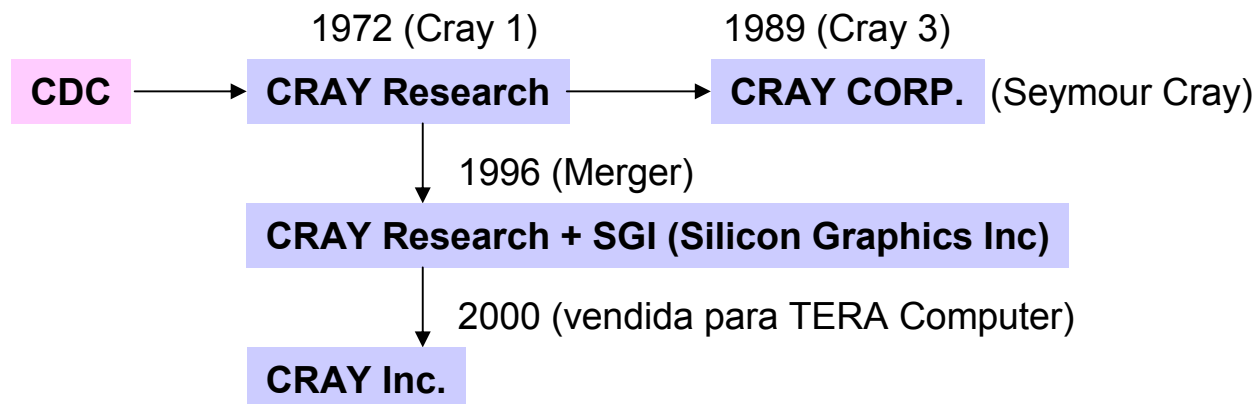 1972 (Cray 1) 1989 (Cray 3)
CDC CRAY Research CRAY CORP. (Seymour Cray)
1996 (Merger)
CRAY Research + SGI (Silicon Graphics Inc)
2000 (vendida para TERA Computer)
CRAY Inc.